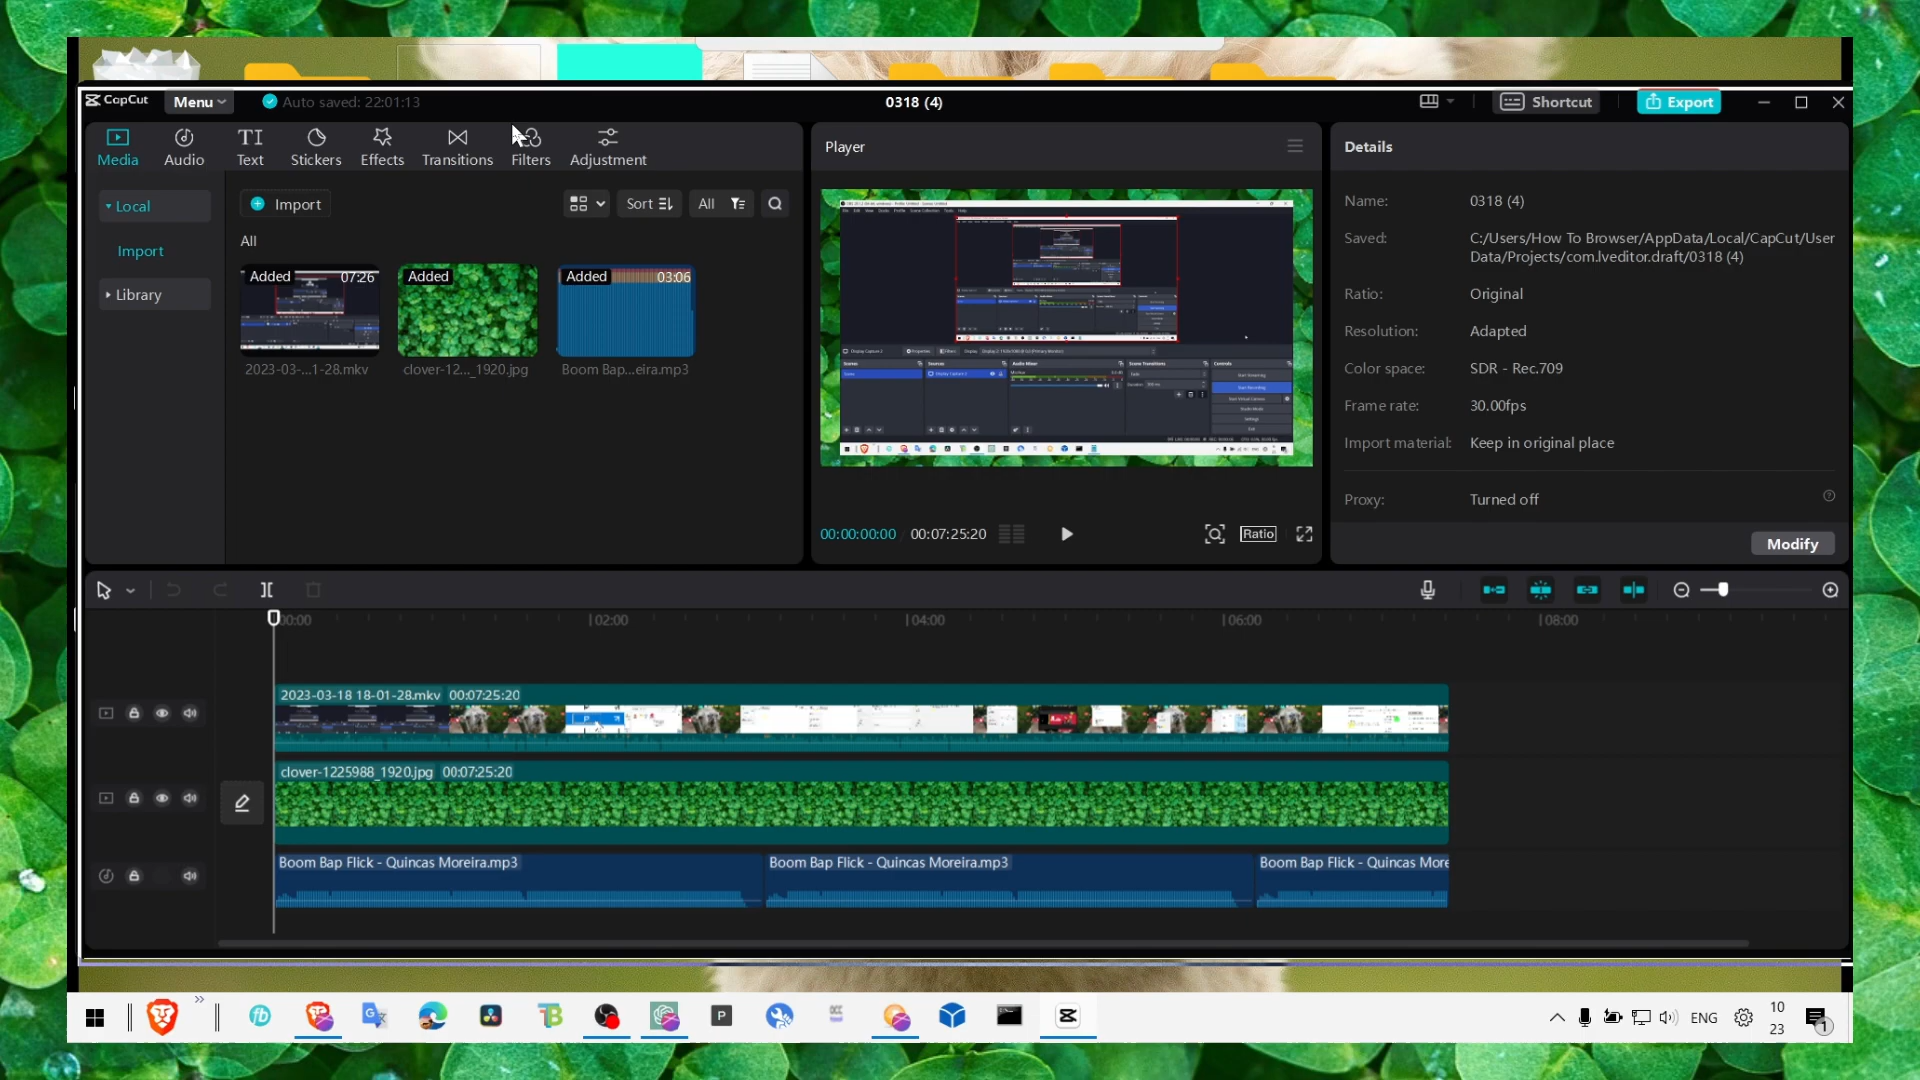 CapCut
Menu
Auto saved: 22:01:13
0318 (4)
Shortcut
Export
Media
Audio
Text
Stickers
Effects
Transitions
Filters
Adjustment
Player
Details
Local
Import
Sort
All
Import
All
Library
Added
07:26
Added
Added
03:06
2023-03-...1-28.mkv
clover-12..._1920.jpg
Boom Bap...eira.mp3
Name:
0318 (4)
Saved:
C:/Users/How To Browser/AppData/Local/CapCut/User
Data/Projects/com.lveditor.draft/0318 (4)
Ratio:
Original
Resolution:
Adapted
Color space:
SDR - Rec.709
Frame rate:
30.00fps
Import material:
Keep in original place
Proxy:
Turned off
Modify
00:00:00:00 / 00:07:25:20
Ratio
00:00
02:00
04:00
06:00
08:00
2023-03-18 18-01-28.mkv 00:07:25:20
clover-1225988_1920.jpg 00:07:25:20
Boom Bap Flick - Quincas Moreira.mp3
Boom Bap Flick - Quincas Moreira.mp3
Boom Bap Flick - Quincas More
ENG
10
23
1